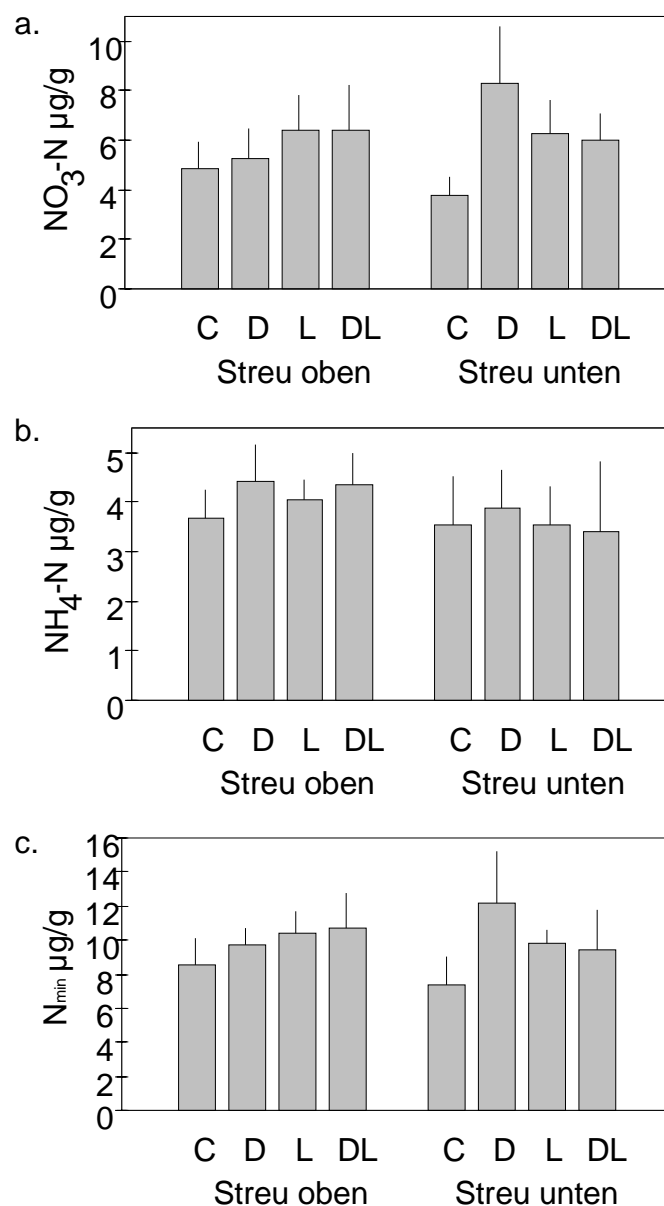 a.
NO3-N µg/g
10
8
6
4
2
0
C D L DL C D L DL
Streu oben Streu unten
b.
NH4-N µg/g
5
4
3
2
1
0
C D L DL C D L DL
Streu oben Streu unten
c.
Nmin µg/g
16
14
12
10
8
6
4
2
0
C D L DL C D L DL
Streu oben Streu unten